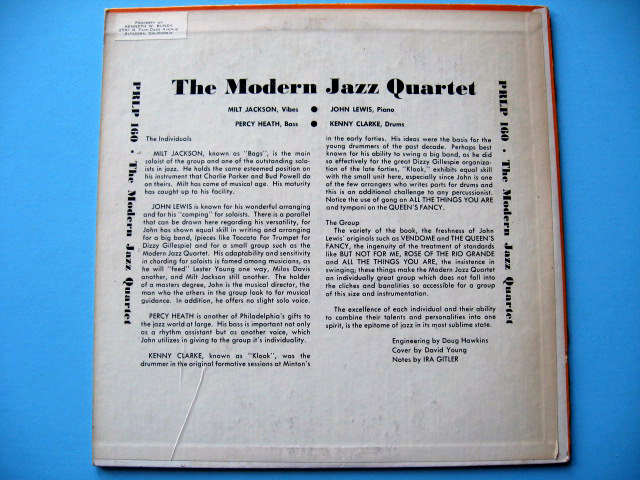 Property of
KENNETH W. BUNDY
ALTADENA, CALIFORNIA
The Modern Jazz Quartet
MILT JACKSON, Vibes ● JOHN LEWIS, Piano
PERCY HEATH, Bass ● KENNY CLARKE, Drums
PRLP 160 • The Modern Jazz Quartet
The Individuals
MILT JACKSON, known as "Bags", is the main
soloist of the group and one of the outstanding solo-
ists in jazz. He holds the same esteemed position on
his instrument that Charlie Parker and Bud Powell do
on theirs. Milt has come of musical age. His maturity
has caught up to his facility.
JOHN LEWIS is known for his wonderful arranging
and for his "comping" for soloists. There is a parallel
that can be drawn here regarding his versatility, for
John has shown equal skill in writing and arranging
for a big band, (pieces like Toccata For Trumpet for
Dizzy Gillespie) and for a small group such as the
Modern Jazz Quartet. His adaptability and sensitivity
in chording for soloists is famed among musicians, as
he will "feed" Lester Young one way, Miles Davis
another, and Milt Jackson still another. The holder
of a masters degree, John is the musical director, the
man who the others in the group look to for musical
guidance. In addition, he offers no slight solo voice.
PERCY HEATH is another of Philadelphia's gifts to
the jazz world at large. His bass is important not only
as a rhythm assistant but as another voice, which
John utilizes in giving to the group it's individuality.
KENNY CLARKE, known as "Klook", was the
drummer in the original formative sessions at Minton's
in the early forties. His ideas were the basis for the
young drummers of the past decade. Perhaps best
known for his ability to swing a big band, as he did
so effectively for the great Dizzy Gillespie organiza-
tion of the late forties, "Klook," exhibits equal skill
with the small unit here, especially since John is one
of the few arrangers who writes parts for drums and
this is an additional challenge to any percussionist.
Notice the use of gong on ALL THE THINGS YOU ARE
and tympani on the QUEEN'S FANCY.
The Group
The variety of the book, the freshness of John
Lewis' originals such as VENDOME and THE QUEEN'S
FANCY, the ingenuity of the treatment of standards
like BUT NOT FOR ME, ROSE OF THE RIO GRANDE
and ALL THE THINGS YOU ARE, the insistence in
swinging; these things make the Modern Jazz Quartet
an individually great group which does not fall into
the cliches and banalities so accessible for a group
of this size and instrumentation.
The excellence of each individual and their ability
to combine their talents and personalities into one
spirit, is the epitome of jazz in its most sublime state.
Engineering by Doug Hawkins
Cover by David Young
Notes by IRA GITLER
PRLP 160 • The Modern Jazz Quartet